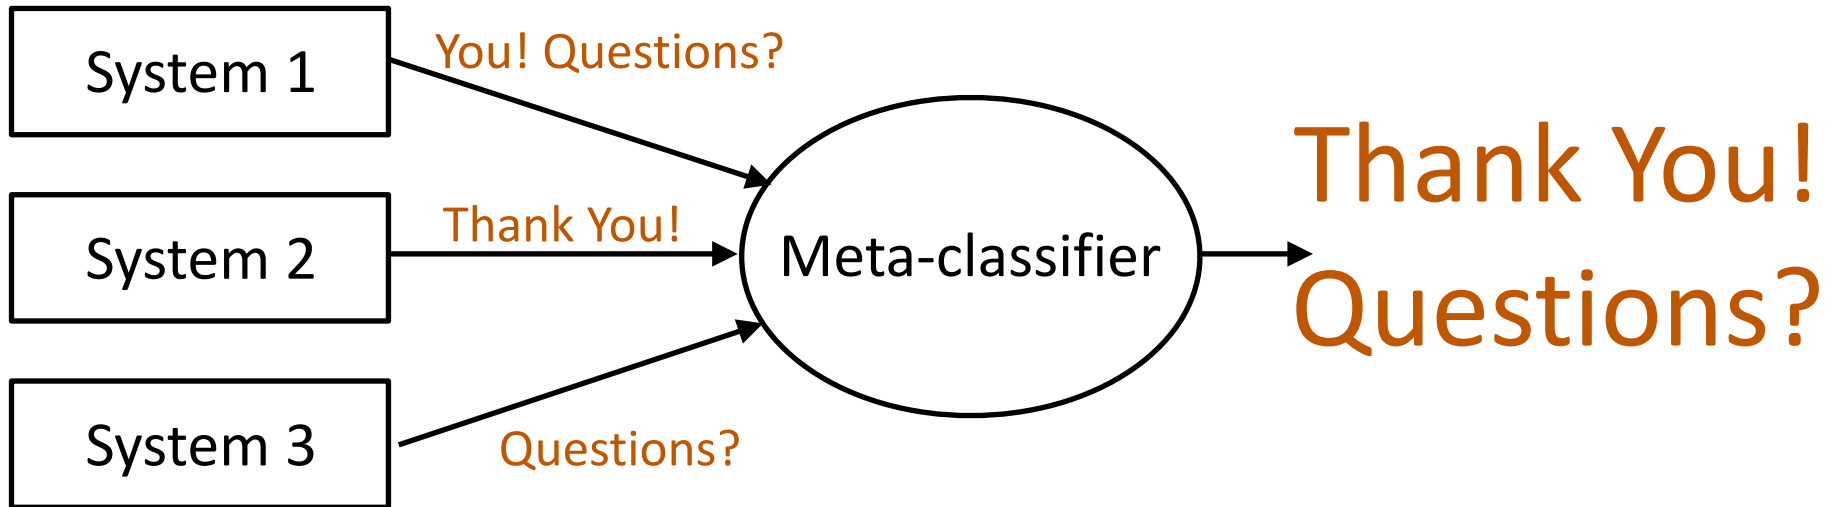 System 1
You! Questions?
System 2
Thank You!
System 3
Questions?
Meta-classifier
Thank You!
Questions?